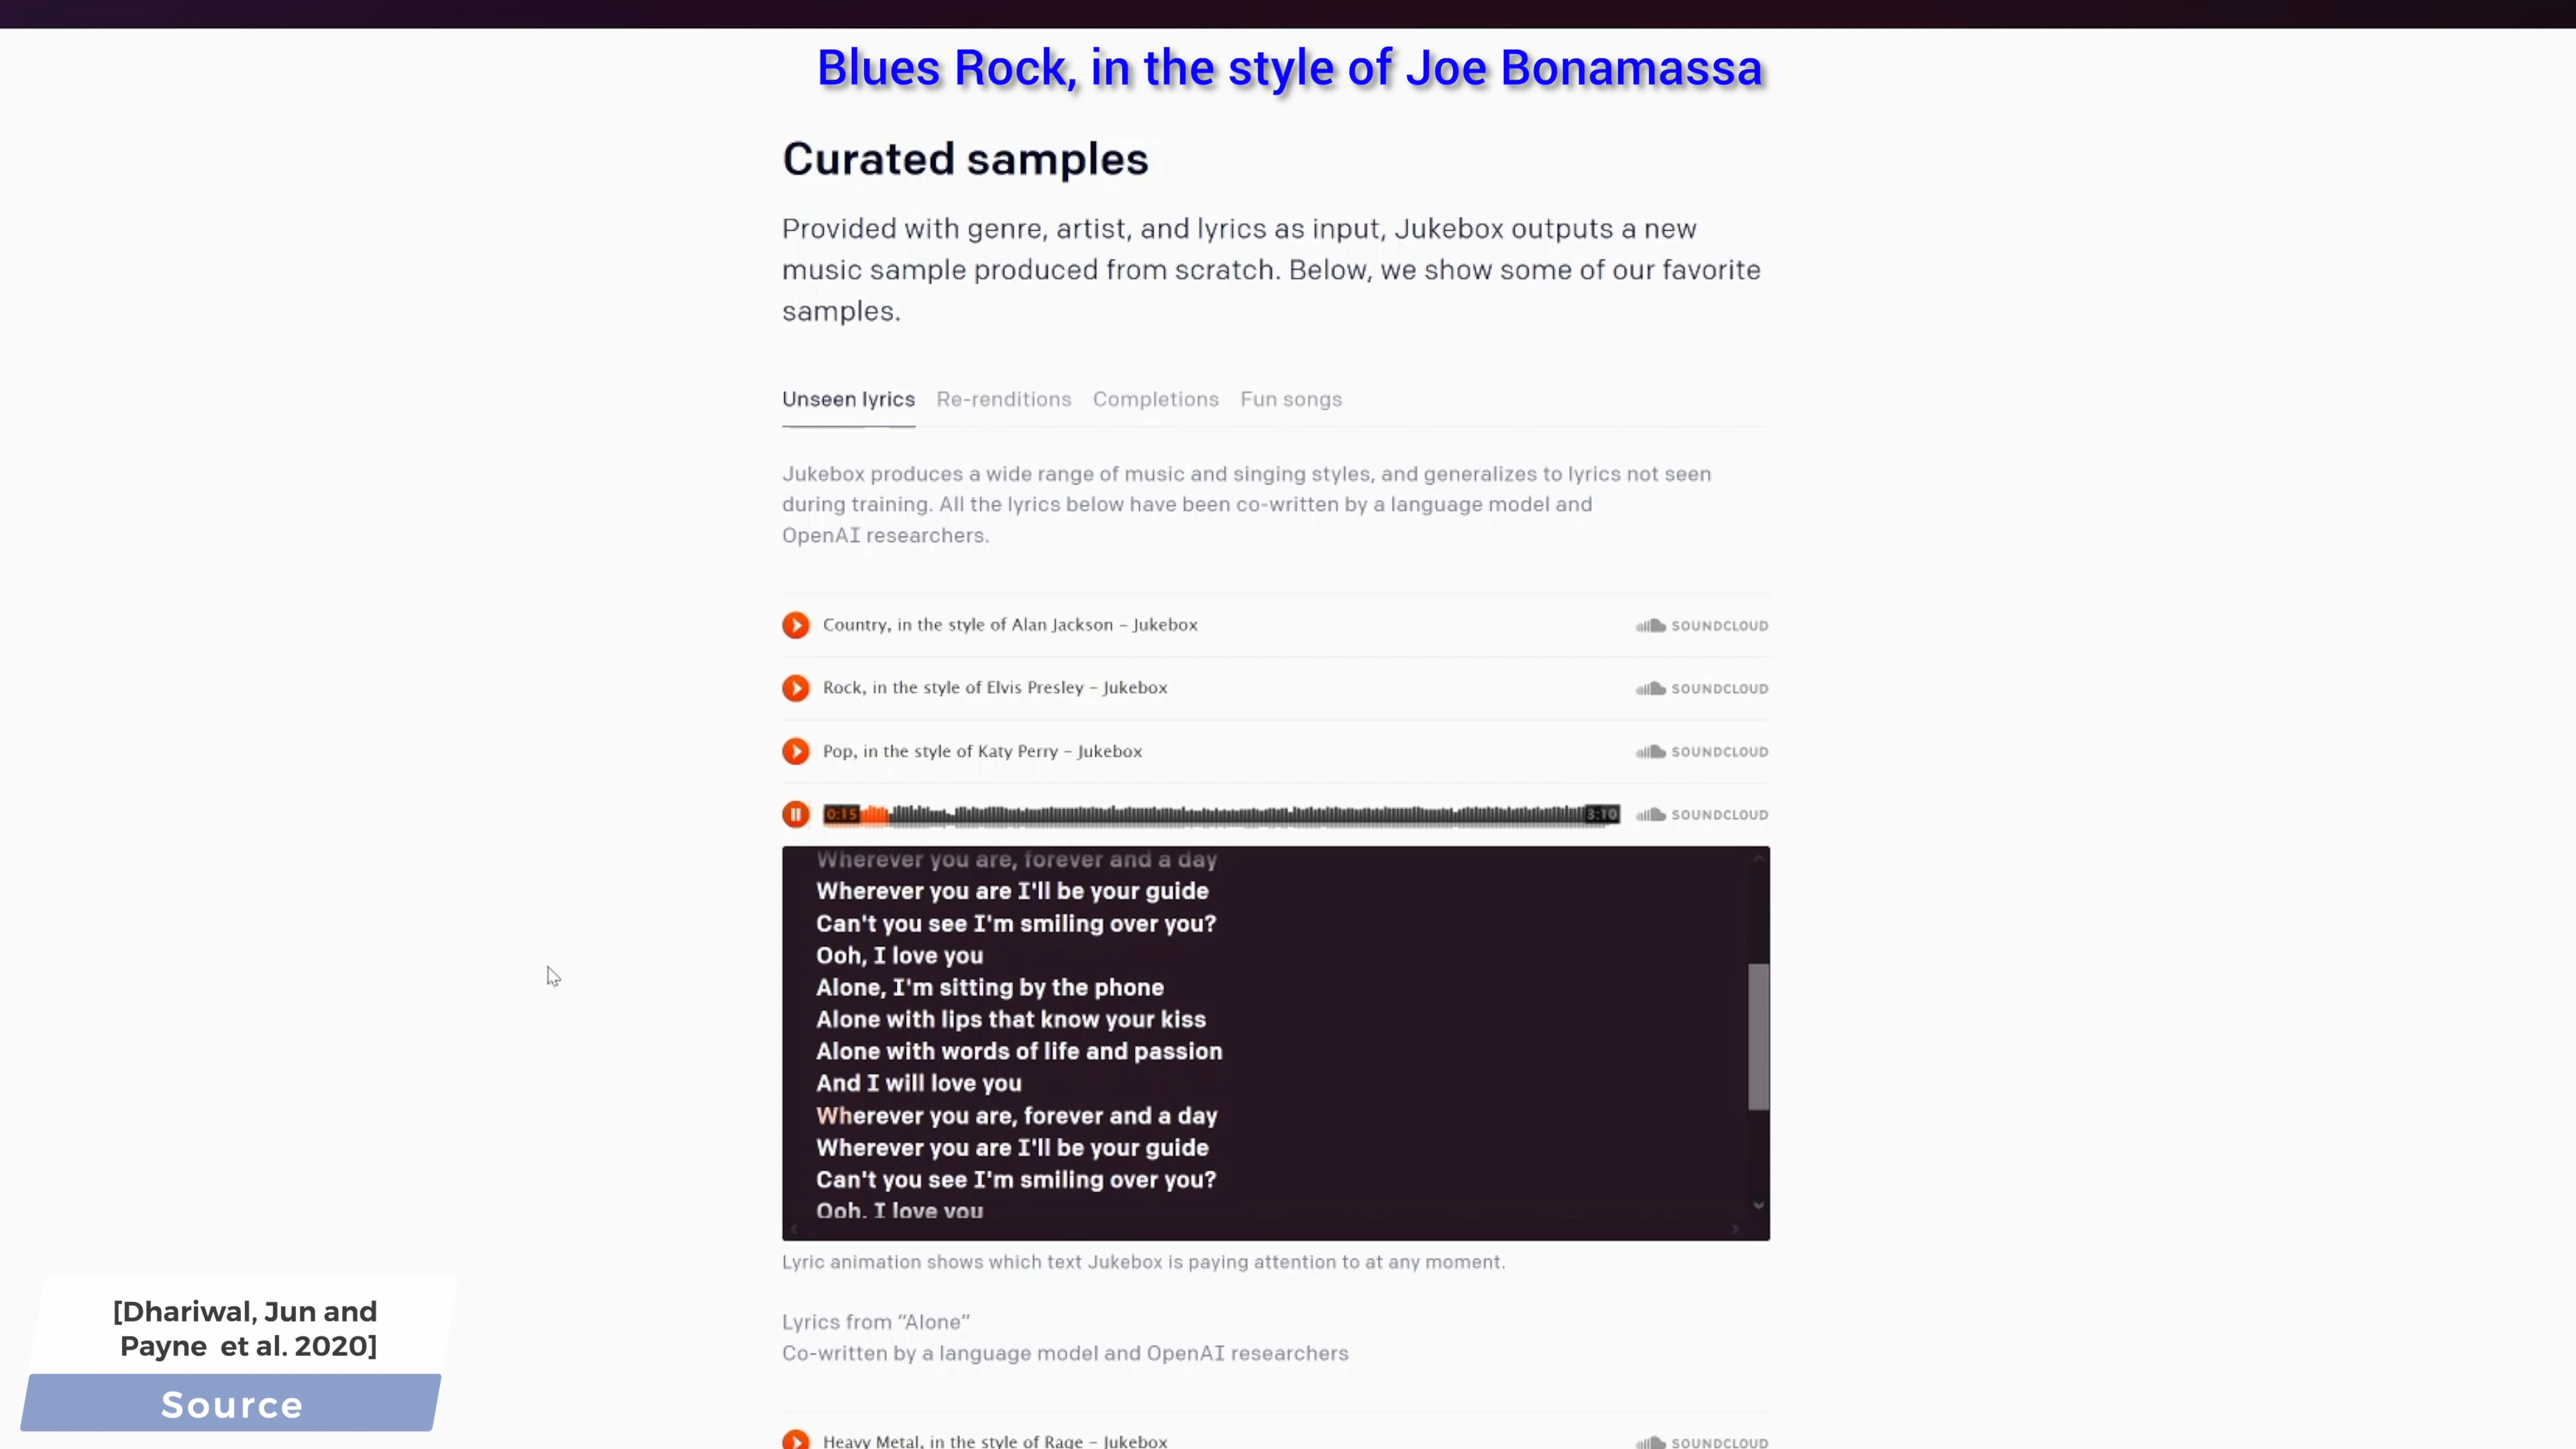 Blues Rock, in the style of Joe Bonamassa
Curated samples
Provided with genre, artist, and lyrics as input, Jukebox outputs a new
music sample produced from scratch. Below, we show some of our favorite
samples.
Unseen lyrics Re-renditions Completions Fun songs
Jukebox produces a wide range of music and singing styles, and generalizes to lyrics not seen
during training. All the lyrics below have been co-written by a language model and
OpenAI researchers.
Country, in the style of Alan Jackson – Jukebox SOUNDCLOUD
Rock, in the style of Elvis Presley – Jukebox SOUNDCLOUD
Pop, in the style of Katy Perry – Jukebox SOUNDCLOUD
0:15 3:10 SOUNDCLOUD
Wherever you are, forever and a day
Wherever you are I'll be your guide
Can't you see I'm smiling over you?
Ooh, I love you
Alone, I'm sitting by the phone
Alone with lips that know your kiss
Alone with words of life and passion
And I will love you
Wherever you are, forever and a day
Wherever you are I'll be your guide
Can't you see I'm smiling over you?
Ooh, I love you
Lyric animation shows which text Jukebox is paying attention to at any moment.
Lyrics from “Alone”
Co-written by a language model and OpenAI researchers
Heavy Metal, in the style of Rage – Jukebox SOUNDCLOUD
[Dhariwal, Jun and
Payne et al. 2020]
Source